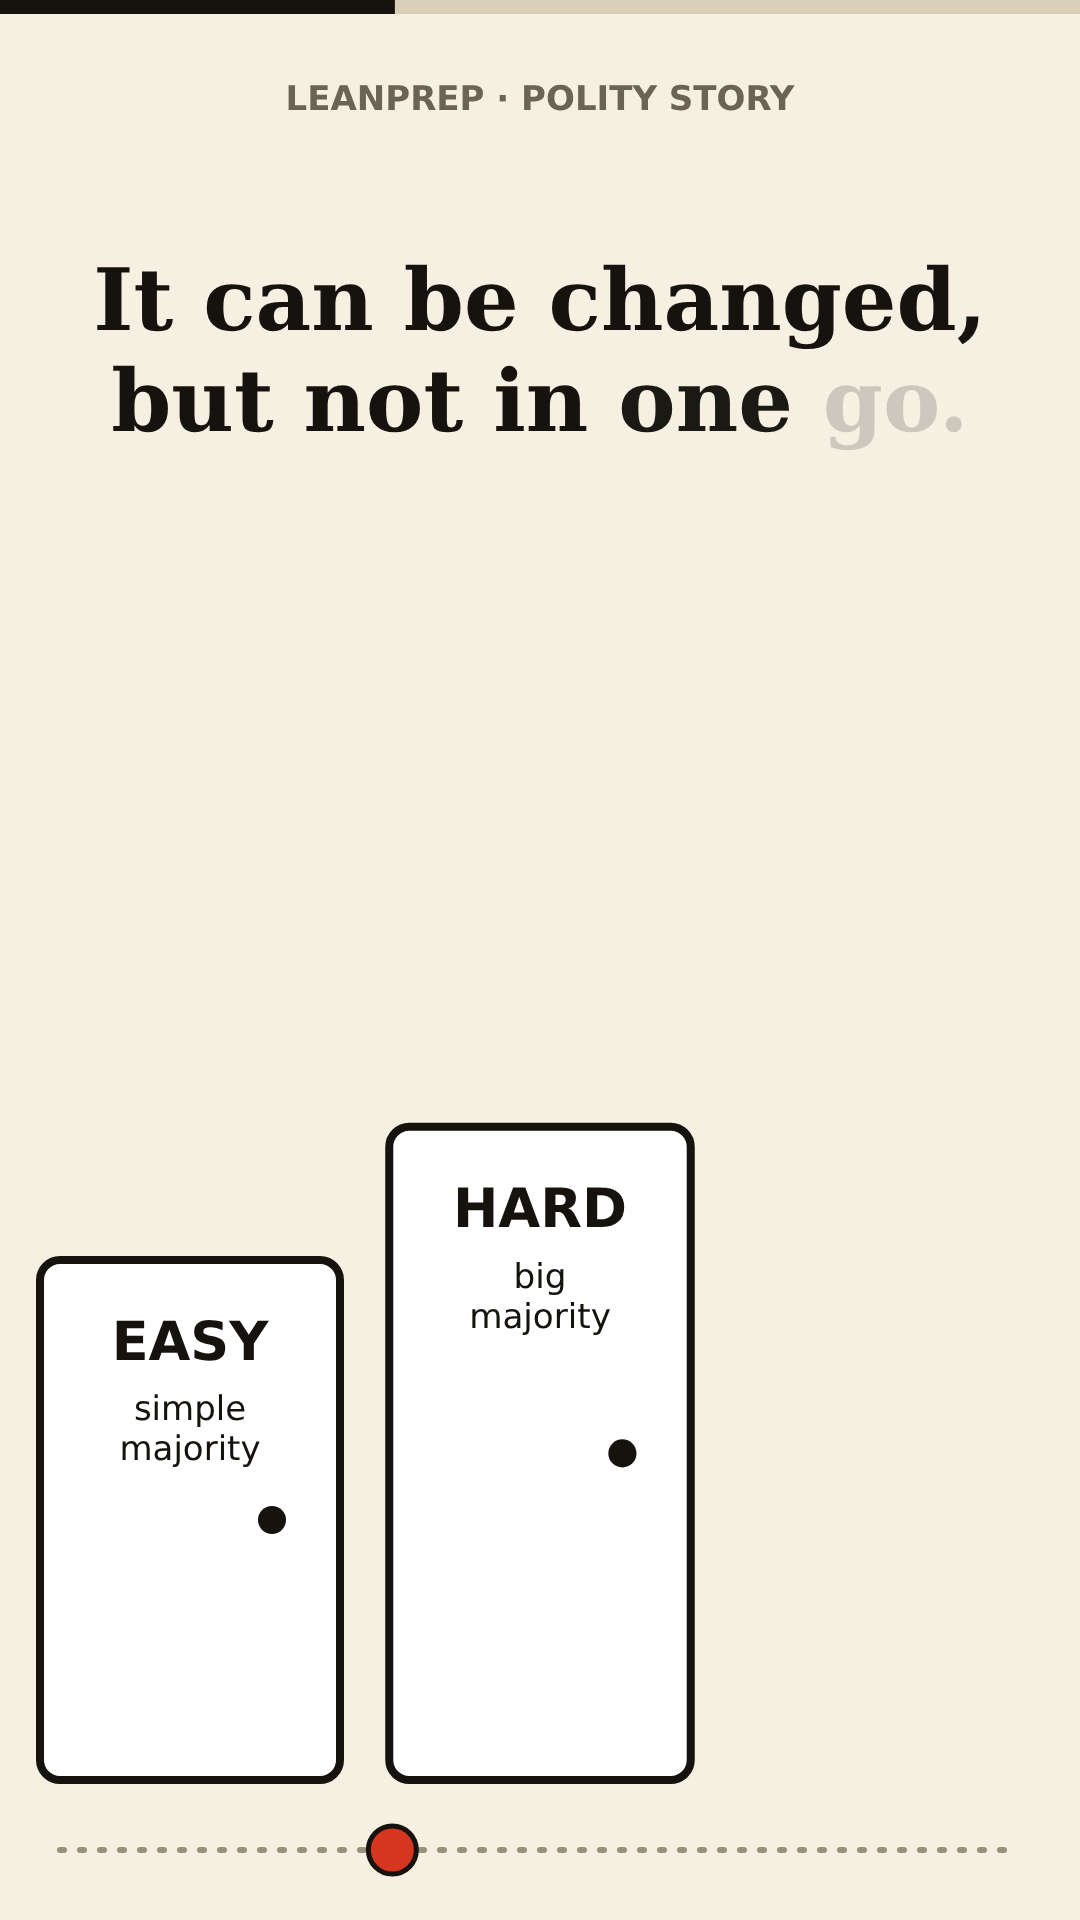 LEANPREP · POLITY STORY
It can be changed,
but not in one go.
HARD
big
majority
EASY
simple
majority